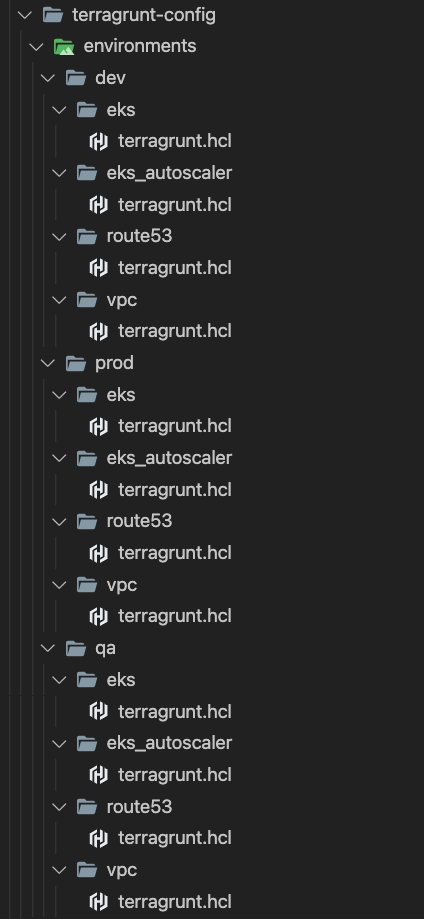 terragrunt-config
environments
dev
eks
terragrunt.hcl
eks_autoscaler
terragrunt.hcl
route53
terragrunt.hcl
vpc
terragrunt.hcl
prod
eks
terragrunt.hcl
eks_autoscaler
terragrunt.hcl
route53
terragrunt.hcl
vpc
terragrunt.hcl
qa
eks
terragrunt.hcl
eks_autoscaler
terragrunt.hcl
route53
terragrunt.hcl
vpc
terragrunt.hcl